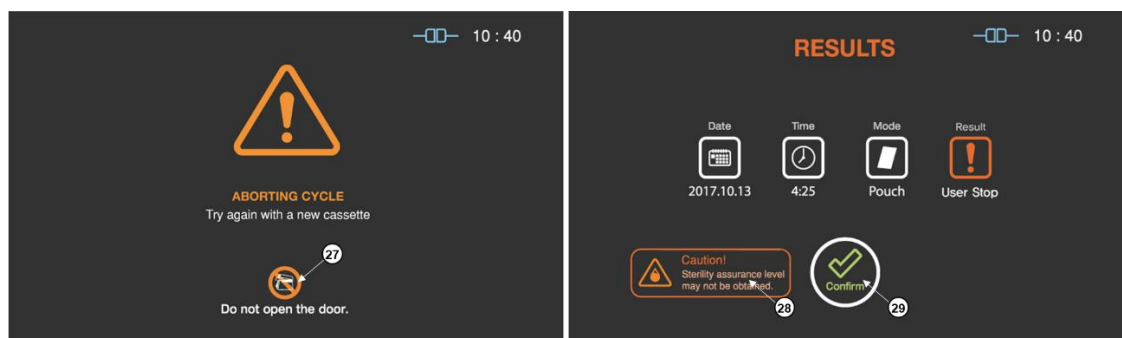 10 : 40
ABORTING CYCLE
Try again with a new cassette
27
Do not open the door.
RESULTS
10 : 40
Date
Time
Mode
Result
2017.10.13
4:25
Pouch
User Stop
Caution!
Sterility assurance level
may not be obtained.
28
Confirm
29